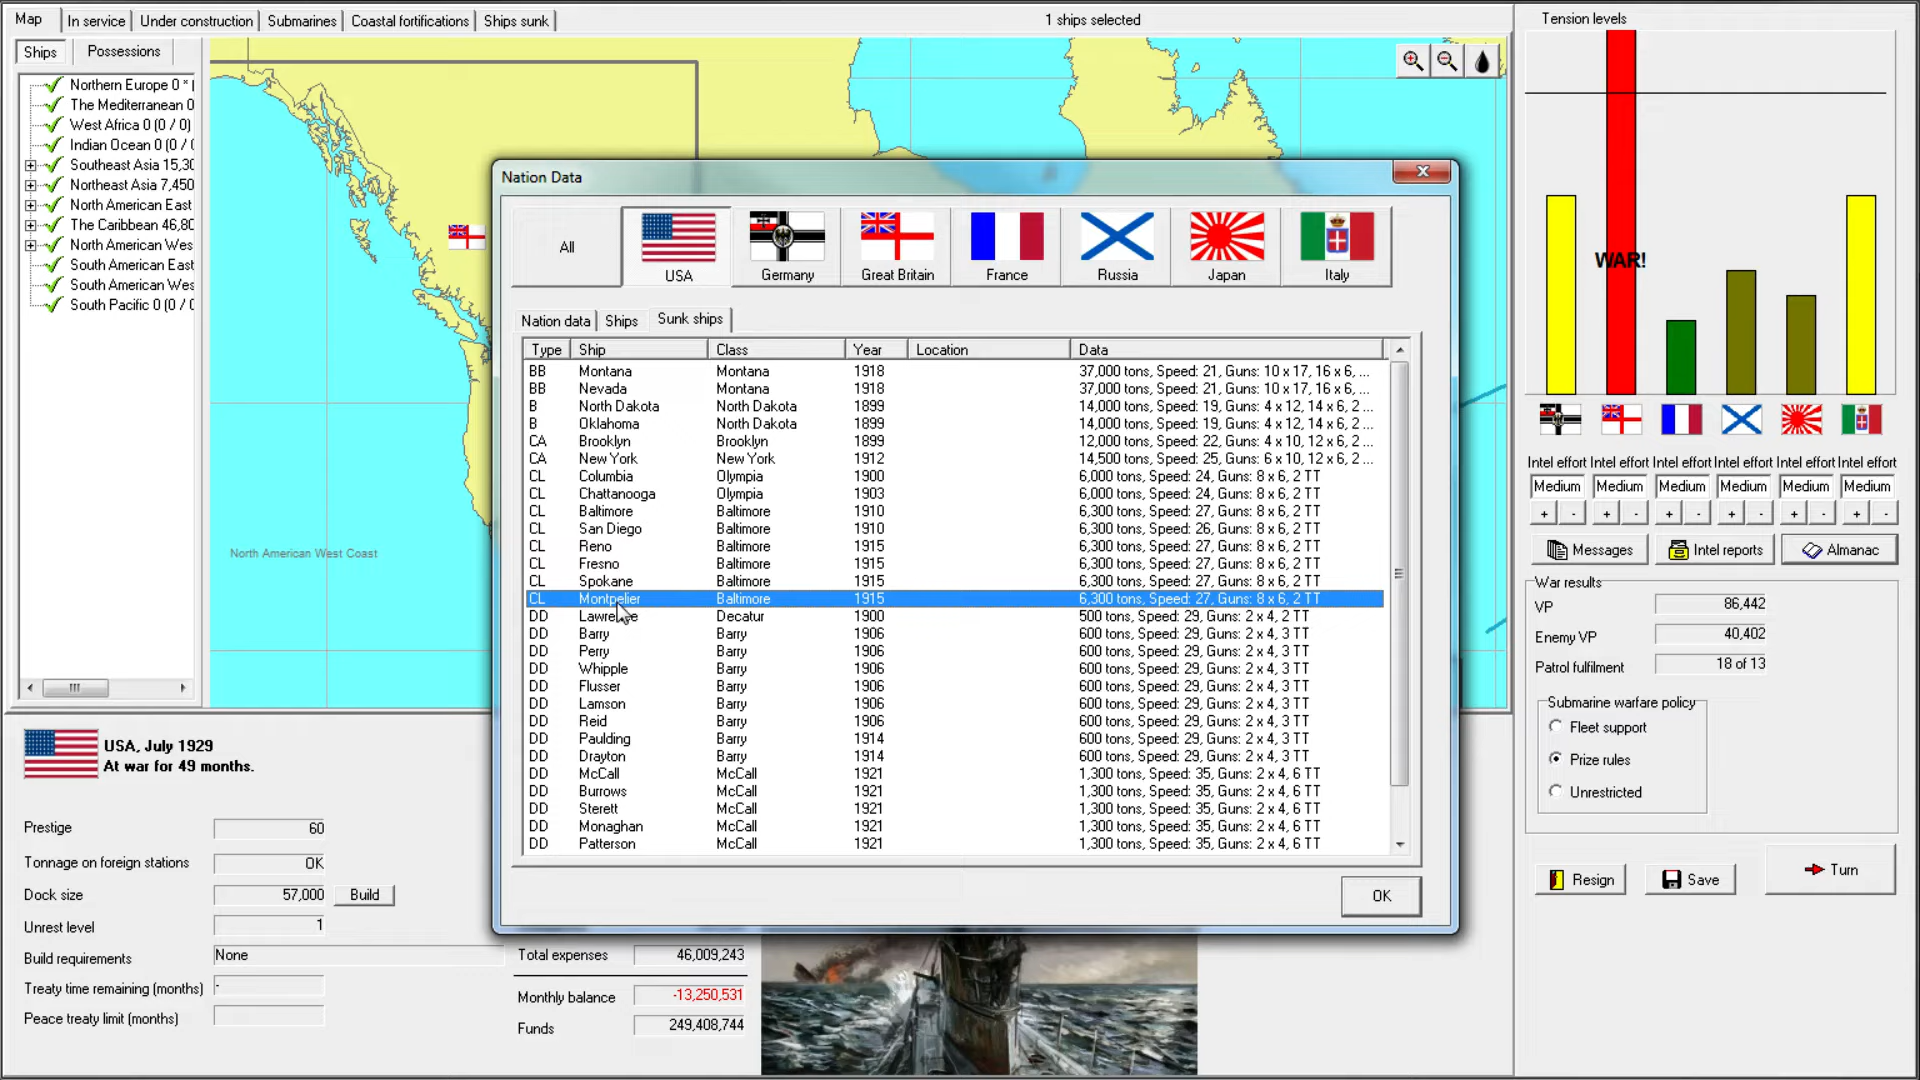 Map
In service
Under construction
Submarines
Coastal fortifications
Ships sunk
1 ships selected
Ships
Possessions
Northern Europe 0 *
The Mediterranean 0
West Africa 0 (0 / 0)
Indian Ocean 0 (0 /
Southeast Asia 15,30
Northeast Asia 7,450
North American East
The Caribbean 46,80
North American Wes
South American East
South American Wes
South Pacific 0 (0 /
North American West Coast
Nation Data
All
USA
Germany
Great Britain
France
Russia
Japan
Italy
Nation data
Ships
Sunk ships
Type Ship Class Year Location Data
BB Montana Montana 1918 37,000 tons, Speed: 21, Guns: 10 x 17, 16 x 6, ...
BB Nevada Montana 1918 37,000 tons, Speed: 21, Guns: 10 x 17, 16 x 6, ...
B North Dakota North Dakota 1899 14,000 tons, Speed: 19, Guns: 4 x 12, 14 x 6, 2 ...
B Oklahoma North Dakota 1899 14,000 tons, Speed: 19, Guns: 4 x 12, 14 x 6, 2 ...
CA Brooklyn Brooklyn 1899 12,000 tons, Speed: 22, Guns: 4 x 10, 12 x 6, 2 ...
CA New York New York 1912 14,500 tons, Speed: 25, Guns: 6 x 10, 12 x 6, 2 ...
CL Columbia Olympia 1900 6,000 tons, Speed: 24, Guns: 8 x 6, 2 TT
CL Chattanooga Olympia 1903 6,000 tons, Speed: 24, Guns: 8 x 6, 2 TT
CL Baltimore Baltimore 1910 6,300 tons, Speed: 27, Guns: 8 x 6, 2 TT
CL San Diego Baltimore 1910 6,300 tons, Speed: 26, Guns: 8 x 6, 2 TT
CL Reno Baltimore 1915 6,300 tons, Speed: 27, Guns: 8 x 6, 2 TT
CL Fresno Baltimore 1915 6,300 tons, Speed: 27, Guns: 8 x 6, 2 TT
CL Spokane Baltimore 1915 6,300 tons, Speed: 27, Guns: 8 x 6, 2 TT
CL Montpelier Baltimore 1915 6,300 tons, Speed: 27, Guns: 8 x 6, 2 TT
DD Lawrence Decatur 1900 500 tons, Speed: 29, Guns: 2 x 4, 2 TT
DD Barry Barry 1906 600 tons, Speed: 29, Guns: 2 x 4, 3 TT
DD Perry Barry 1906 600 tons, Speed: 29, Guns: 2 x 4, 3 TT
DD Whipple Barry 1906 600 tons, Speed: 29, Guns: 2 x 4, 3 TT
DD Flusser Barry 1906 600 tons, Speed: 29, Guns: 2 x 4, 3 TT
DD Lamson Barry 1906 600 tons, Speed: 29, Guns: 2 x 4, 3 TT
DD Reid Barry 1906 600 tons, Speed: 29, Guns: 2 x 4, 3 TT
DD Paulding Barry 1914 600 tons, Speed: 29, Guns: 2 x 4, 3 TT
DD Drayton Barry 1914 600 tons, Speed: 29, Guns: 2 x 4, 3 TT
DD McCall McCall 1921 1,300 tons, Speed: 35, Guns: 2 x 4, 6 TT
DD Burrows McCall 1921 1,300 tons, Speed: 35, Guns: 2 x 4, 6 TT
DD Sterett McCall 1921 1,300 tons, Speed: 35, Guns: 2 x 4, 6 TT
DD Monaghan McCall 1921 1,300 tons, Speed: 35, Guns: 2 x 4, 6 TT
DD Patterson McCall 1921 1,300 tons, Speed: 35, Guns: 2 x 4, 6 TT
OK
Tension levels
WAR!
Intel effort Intel effort Intel effort Intel effort Intel effort Intel effort
Medium Medium Medium Medium Medium Medium
+ - + - + - + - + - + -
Messages
Intel reports
Almanac
War results
VP 86,442
Enemy VP 40,402
Patrol fulfilment 18 of 13
Submarine warfare policy
Fleet support
Prize rules
Unrestricted
Resign
Save
Turn
USA, July 1929
At war for 49 months.
Prestige 60
Tonnage on foreign stations OK
Dock size 57,000 Build
Unrest level 1
Build requirements None
Treaty time remaining (months) -
Peace treaty limit (months)
Total expenses 46,009,243
Monthly balance -13,250,531
Funds 249,408,744